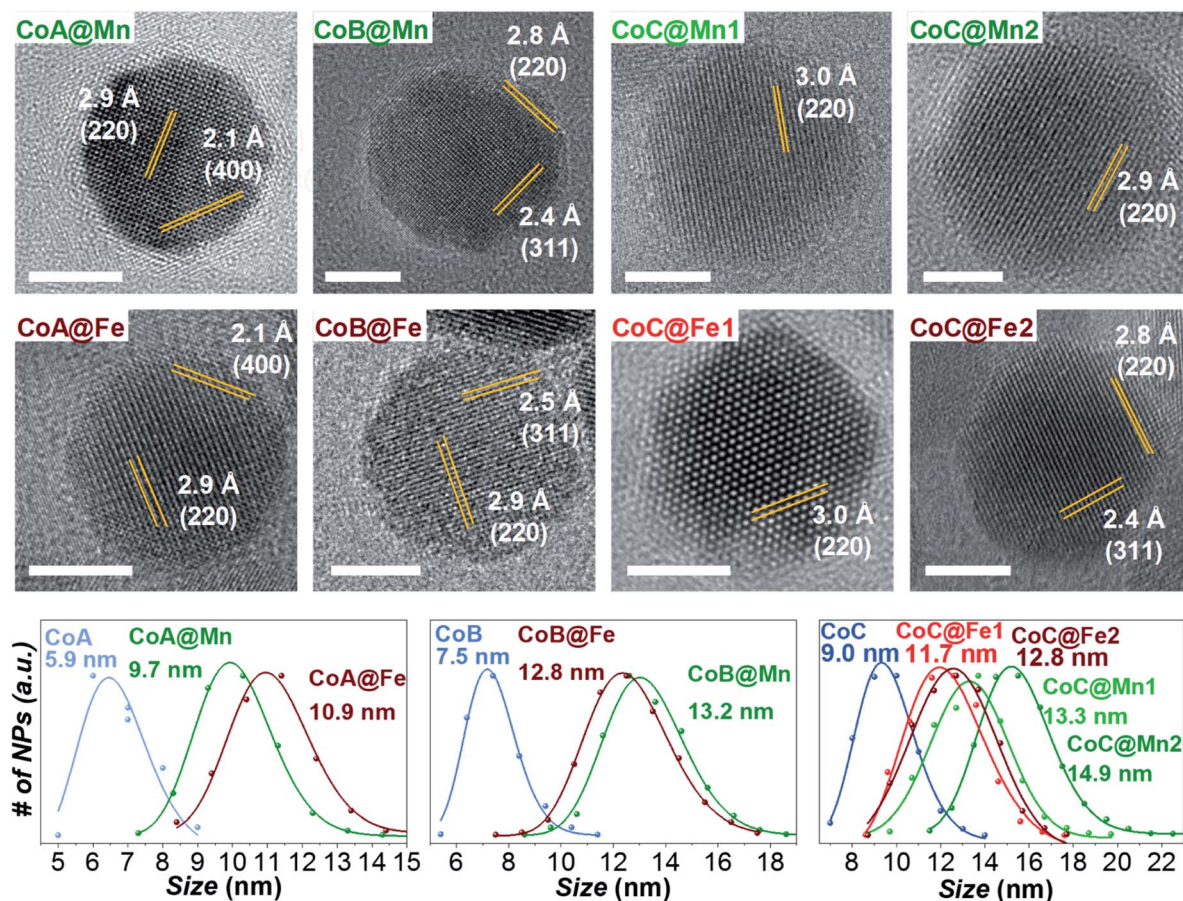 CoA@Mn
2.9 Å
(220)
2.1 Å
(400)
CoB@Mn
2.8 Å
(220)
2.4 Å
(311)
CoC@Mn1
3.0 Å
(220)
CoC@Mn2
2.9 Å
(220)
CoA@Fe
2.1 Å
(400)
2.9 Å
(220)
CoB@Fe
2.5 Å
(311)
2.9 Å
(220)
CoC@Fe1
3.0 Å
(220)
CoC@Fe2
2.8 Å
(220)
2.4 Å
(311)
# of NPs (a.u.)
CoA
5.9 nm
CoA@Mn
9.7 nm
CoA@Fe
10.9 nm
5 6 7 8 9 10 11 12 13 14 15
Size (nm)
CoB
7.5 nm
CoB@Fe
12.8 nm
CoB@Mn
13.2 nm
6 8 10 12 14 16 18
Size (nm)
CoC
9.0 nm
CoC@Fe1
11.7 nm
CoC@Fe2
12.8 nm
CoC@Mn1
13.3 nm
CoC@Mn2
14.9 nm
8 10 12 14 16 18 20 22
Size (nm)